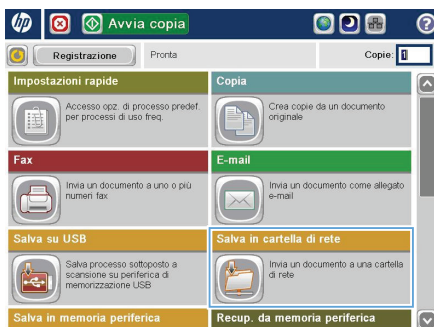 hp Avvia copia ?
Registrazione Pronta Copie: 1
Impostazioni rapide
Accesso opz. di processo predef.
per processi di uso freq.
Copia
Crea copie da un documento
originale
Fax
Invia un documento a uno o più
numeri fax
E-mail
Invia un documento come allegato
e-mail
Salva su USB
Salva processo sottoposto a
scansione su periferica di
memorizzazione USB
Salva in cartella di rete
Invia un documento a una cartella
di rete
Salva in memoria periferica
Recup. da memoria periferica